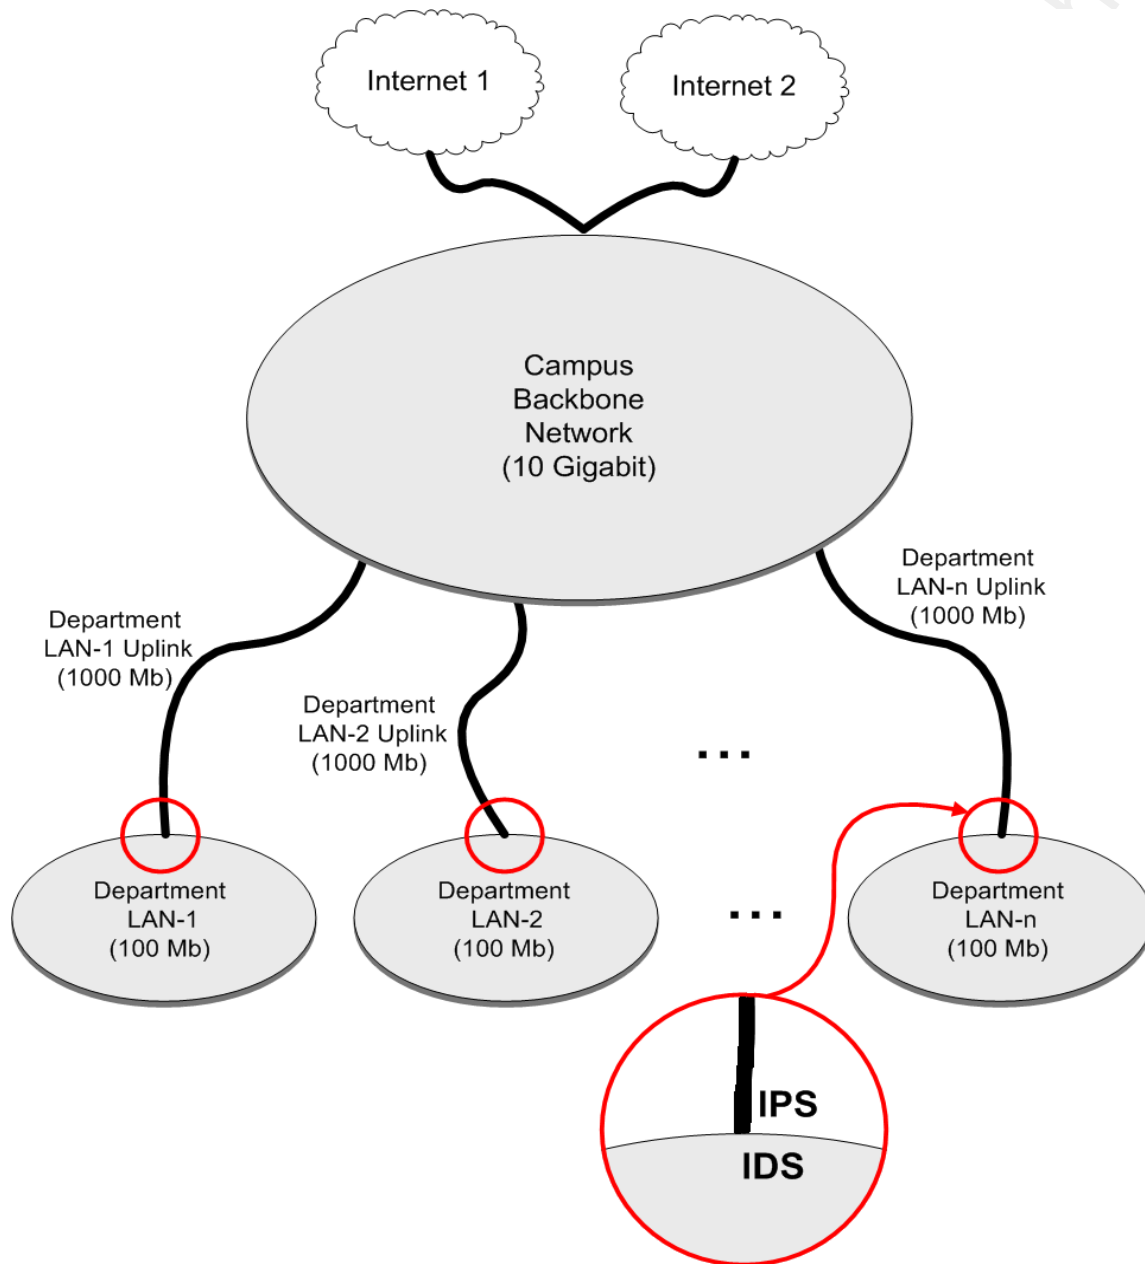 Internet 1
Internet 2
Campus
Backbone
Network
(10 Gigabit)
Department
LAN-n Uplink
(1000 Mb)
Department
LAN-1 Uplink
(1000 Mb)
Department
LAN-2 Uplink
(1000 Mb)
...
Department
LAN-1
(100 Mb)
Department
LAN-2
(100 Mb)
...
Department
LAN-n
(100 Mb)
IPS
IDS